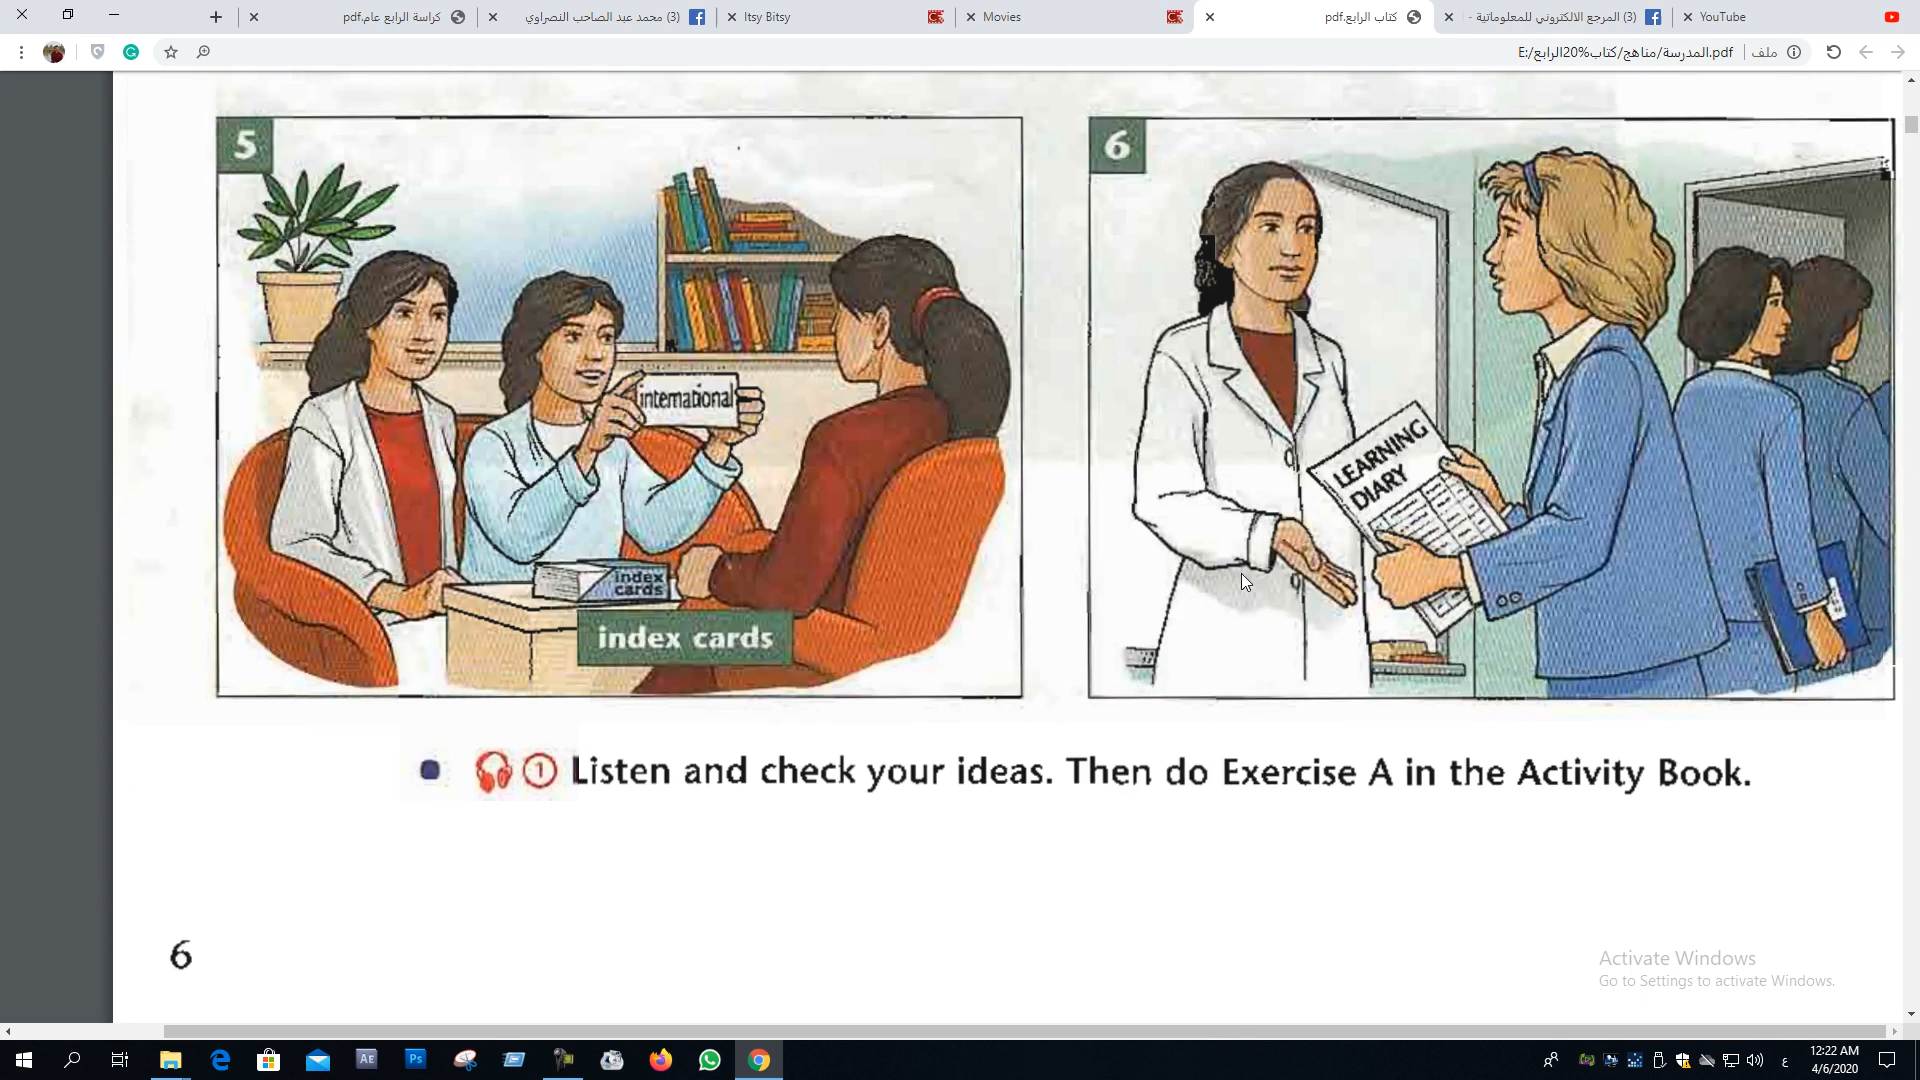 كراسة الرابع عام.pdf
(3) محمد عبد الصاحب النصراوي
Itsy Bitsy
Movies
كتاب الرابع.pdf
(3) المرجع الالكتروني للمعلوماتية -
YouTube
E:/المدرسة/مناهج/كتاب%20الرابع.pdf
ملف
5
international
index
cards
index cards
6
LEARNING
DIARY
1 Listen and check your ideas. Then do Exercise A in the Activity Book.
6
Activate Windows
Go to Settings to activate Windows.
AE
Ps
ع
12:22 AM
4/6/2020